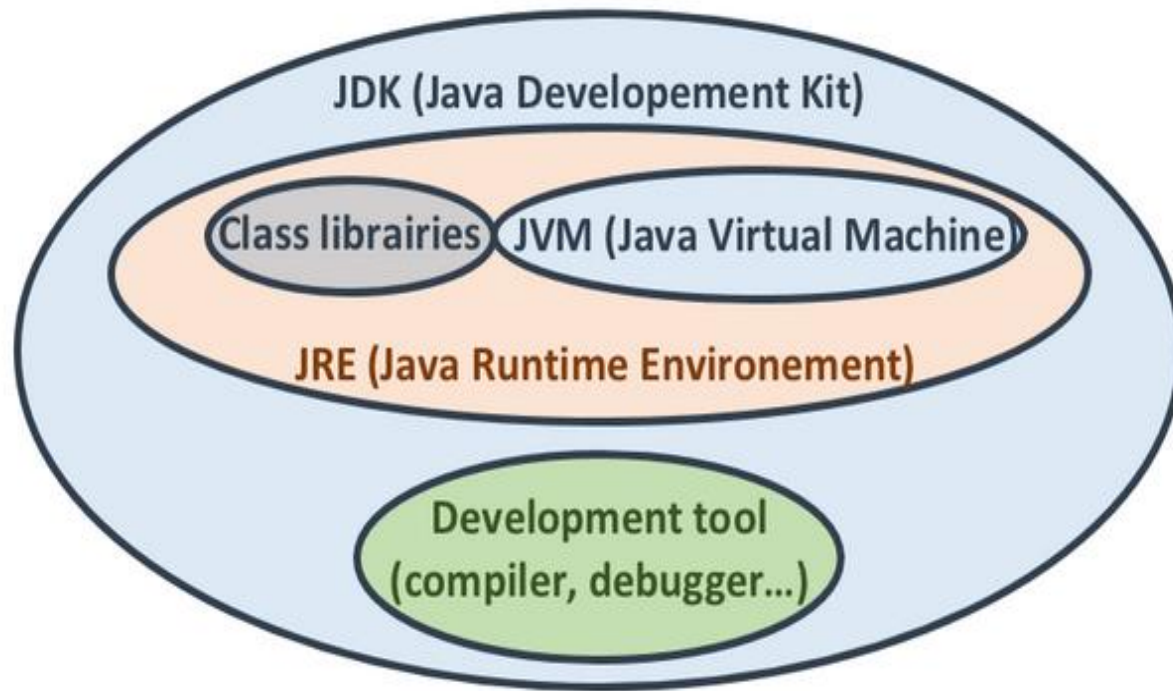 JDK (Java Developement Kit)
Class librairies
JVM (Java Virtual Machine)
JRE (Java Runtime Environement)
Development tool
(compiler, debugger...)